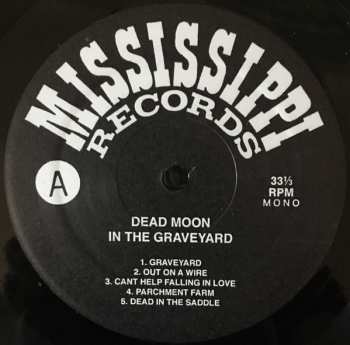 MISSISSIPPI
RECORDS
A
33⅓
RPM
MONO
DEAD MOON
IN THE GRAVEYARD
1. GRAVEYARD
2. OUT ON A WIRE
3. CANT HELP FALLING IN LOVE
4. PARCHMENT FARM
5. DEAD IN THE SADDLE